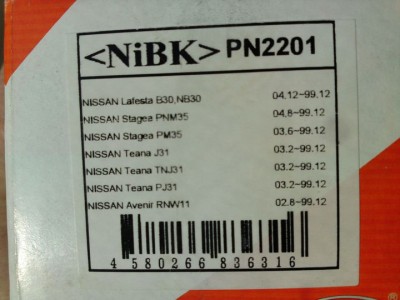 <NiBK> PN2201
NISSAN Lafesta B30,NB30 04.12~99.12
NISSAN Stagea PNM35 04.8~99.12
NISSAN Stagea PM35 03.6~99.12
NISSAN Teana J31 03.2~99.12
NISSAN Teana TNJ31 03.2~99.12
NISSAN Teana PJ31 03.2~99.12
NISSAN Avenir RNW11 02.8~99.12
4 580266 836316